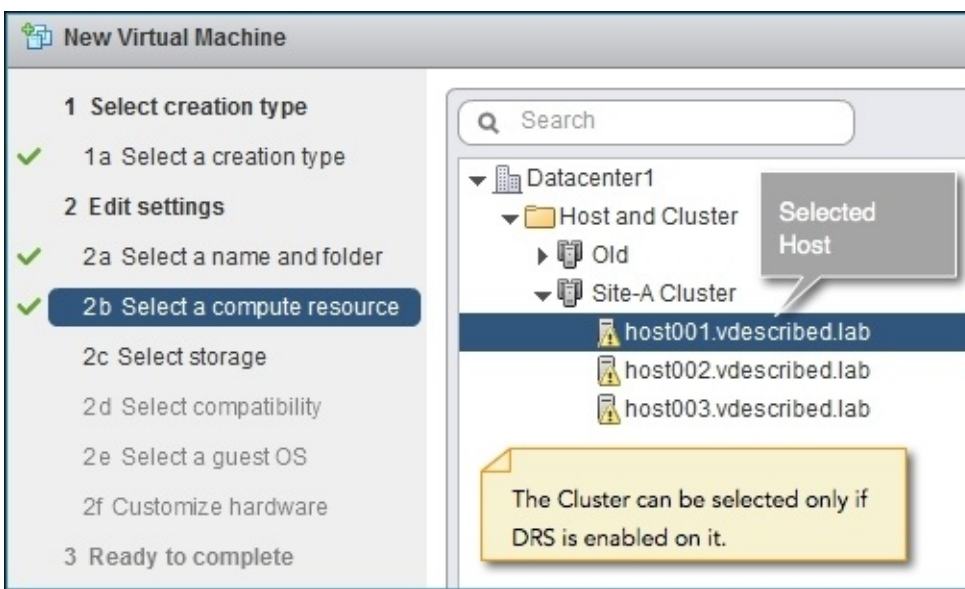 New Virtual Machine
1 Select creation type
1a Select a creation type
2 Edit settings
2a Select a name and folder
2b Select a compute resource
2c Select storage
2d Select compatibility
2e Select a guest OS
2f Customize hardware
3 Ready to complete
Search
Datacenter1
Host and Cluster
Old
Site-A Cluster
host001.vdescribed.lab
host002.vdescribed.lab
host003.vdescribed.lab
Selected
Host
The Cluster can be selected only if
DRS is enabled on it.